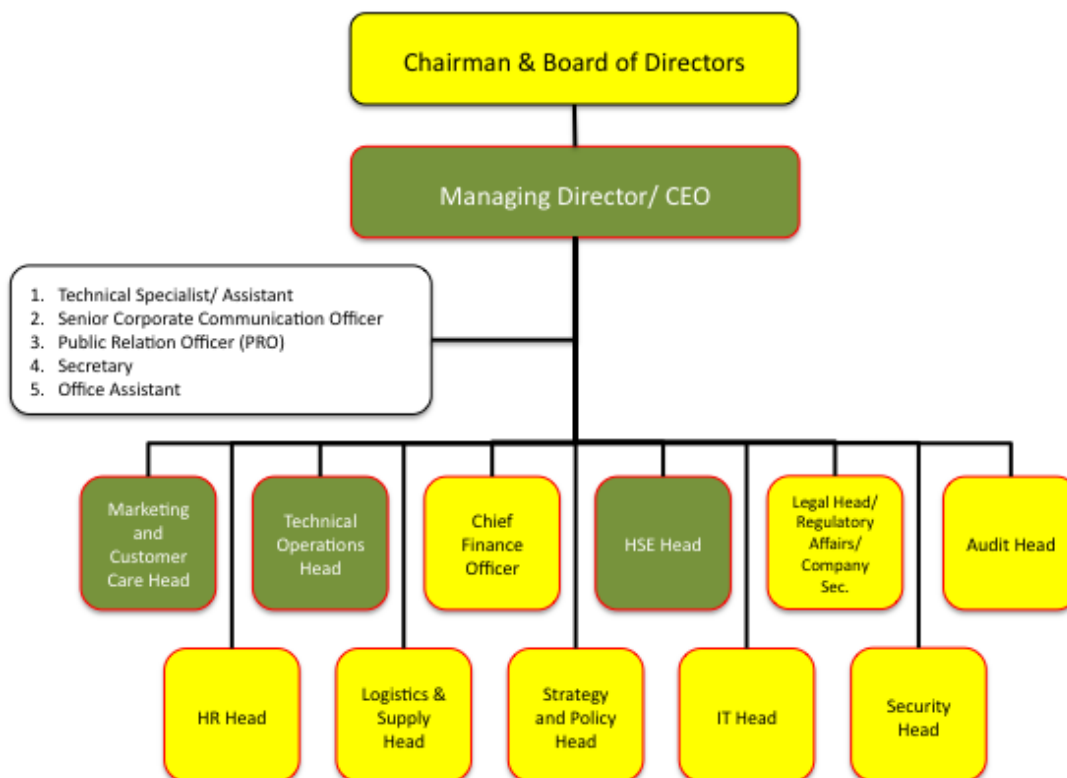 Chairman & Board of Directors
Managing Director/ CEO
1. Technical Specialist/ Assistant
2. Senior Corporate Communication Officer
3. Public Relation Officer (PRO)
4. Secretary
5. Office Assistant
Marketing
and
Customer
Care Head
Technical
Operations
Head
Chief
Finance
Officer
HSE Head
Legal Head/
Regulatory
Affairs/
Company
Sec.
Audit Head
HR Head
Logistics &
Supply
Head
Strategy
and Policy
Head
IT Head
Security
Head